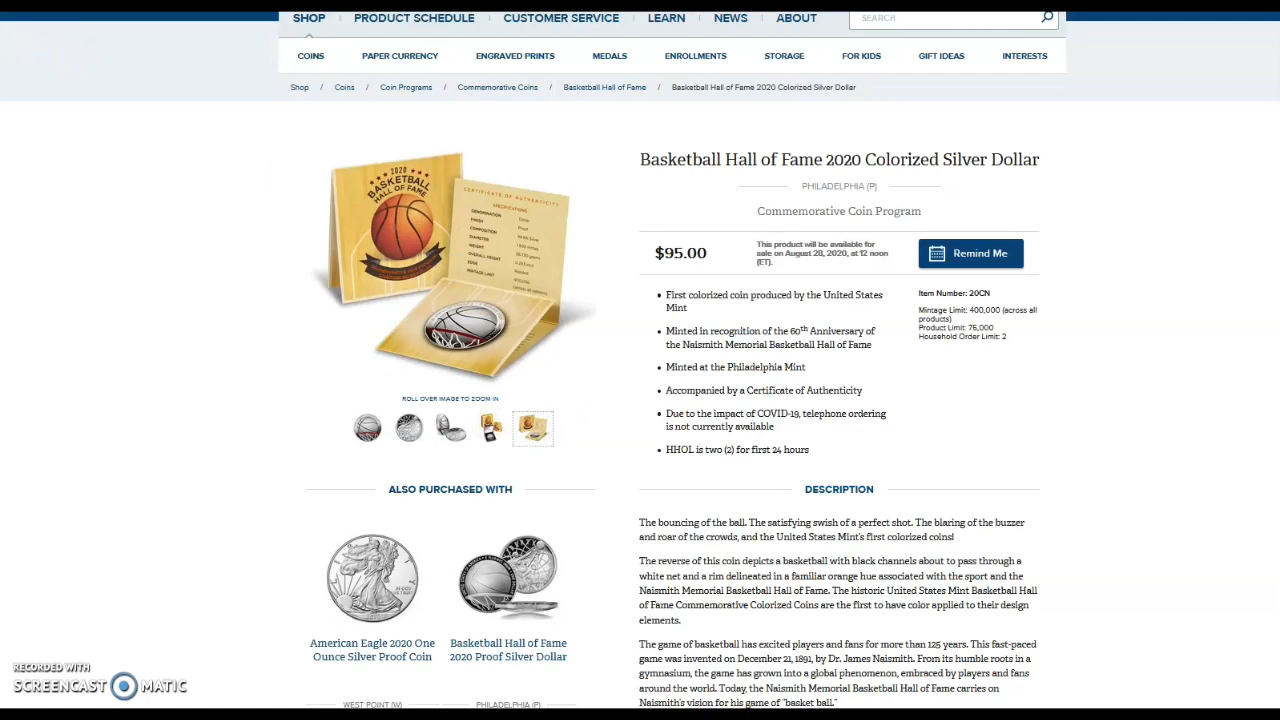 SHOP PRODUCT SCHEDULE CUSTOMER SERVICE LEARN NEWS ABOUT SEARCH
COINS PAPER CURRENCY ENGRAVED PRINTS MEDALS ENROLLMENTS STORAGE FOR KIDS GIFT IDEAS INTERESTS
Shop / Coins / Coin Programs / Commemorative Coins / Basketball Hall of Fame / Basketball Hall of Fame 2020 Colorized Silver Dollar
2020
BASKETBALL
HALL OF FAME
CERTIFICATE OF AUTHENTICITY
SPECIFICATIONS
DENOMINATION
FINISH
COMPOSITION
DIAMETER
WEIGHT
OVERALL HEIGHT
EDGE
MINTAGE LIMIT
ROLL OVER IMAGE TO ZOOM IN
Basketball Hall of Fame 2020 Colorized Silver Dollar
PHILADELPHIA (P)
Commemorative Coin Program
$95.00
This product will be available for
sale on August 28, 2020, at 12 noon
(ET).
Remind Me
• First colorized coin produced by the United States
Mint
• Minted in recognition of the 60th Anniversary of
the Naismith Memorial Basketball Hall of Fame
• Minted at the Philadelphia Mint
• Accompanied by a Certificate of Authenticity
• Due to the impact of COVID-19, telephone ordering
is not currently available
• HHOL is two (2) for first 24 hours
Item Number: 20CN
Mintage Limit: 400,000 (across all
products)
Product Limit: 75,000
Household Order Limit: 2
ALSO PURCHASED WITH
American Eagle 2020 One
Ounce Silver Proof Coin
Basketball Hall of Fame
2020 Proof Silver Dollar
WEST POINT (W)
PHILADELPHIA (P)
DESCRIPTION
The bouncing of the ball. The satisfying swish of a perfect shot. The blaring of the buzzer
and roar of the crowds, and the United States Mint's first colorized coins!
The reverse of this coin depicts a basketball with black channels about to pass through a
white net and a rim delineated in a familiar orange hue associated with the sport and the
Naismith Memorial Basketball Hall of Fame. The historic United States Mint Basketball Hall
of Fame Commemorative Colorized Coins are the first to have color applied to their design
elements.
The game of basketball has excited players and fans for more than 125 years. This fast-paced
game was invented on December 21, 1891, by Dr. James Naismith. From its humble roots in a
gymnasium, the game has grown into a global phenomenon, embraced by players and fans
around the world. Today, the Naismith Memorial Basketball Hall of Fame carries on
Naismith's vision for his game of "basket ball."
RECORDED WITH
SCREENCAST MATIC